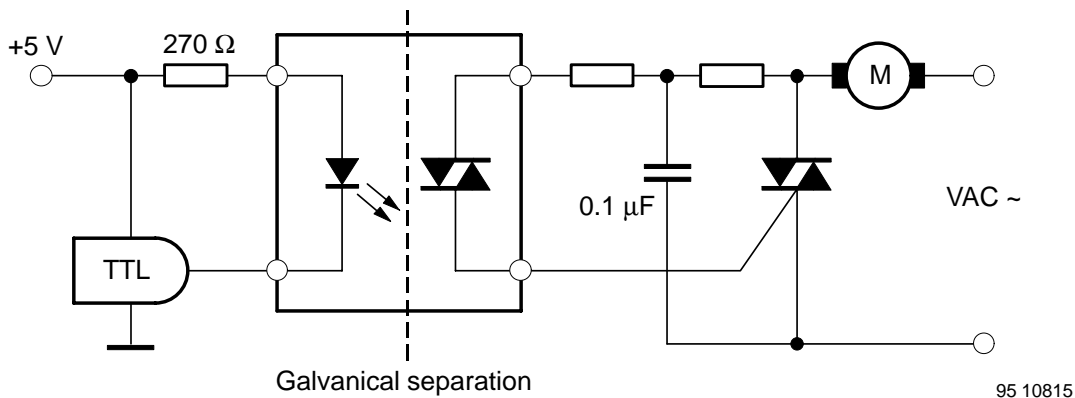 +5 V
270 Ω
M
0.1 μF
VAC ~
TTL
Galvanical separation
95 10815